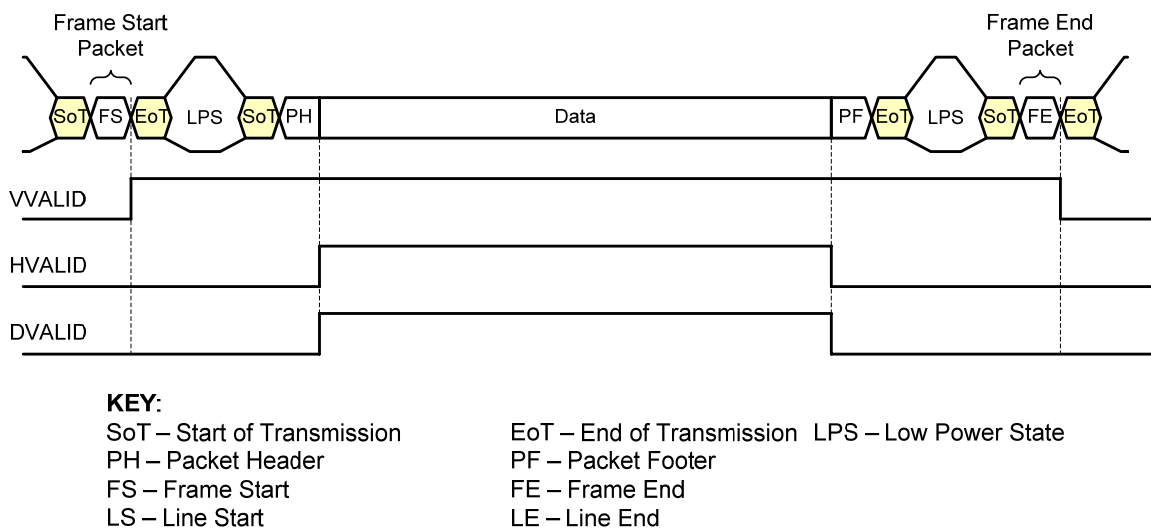 Frame Start
Packet
Frame End
Packet
SoT FS EoT LPS SoT PH Data PF EoT LPS SoT FE EoT
VVALID
HVALID
DVALID
KEY:
SoT – Start of Transmission EoT – End of Transmission LPS – Low Power State
PH – Packet Header PF – Packet Footer
FS – Frame Start FE – Frame End
LS – Line Start LE – Line End